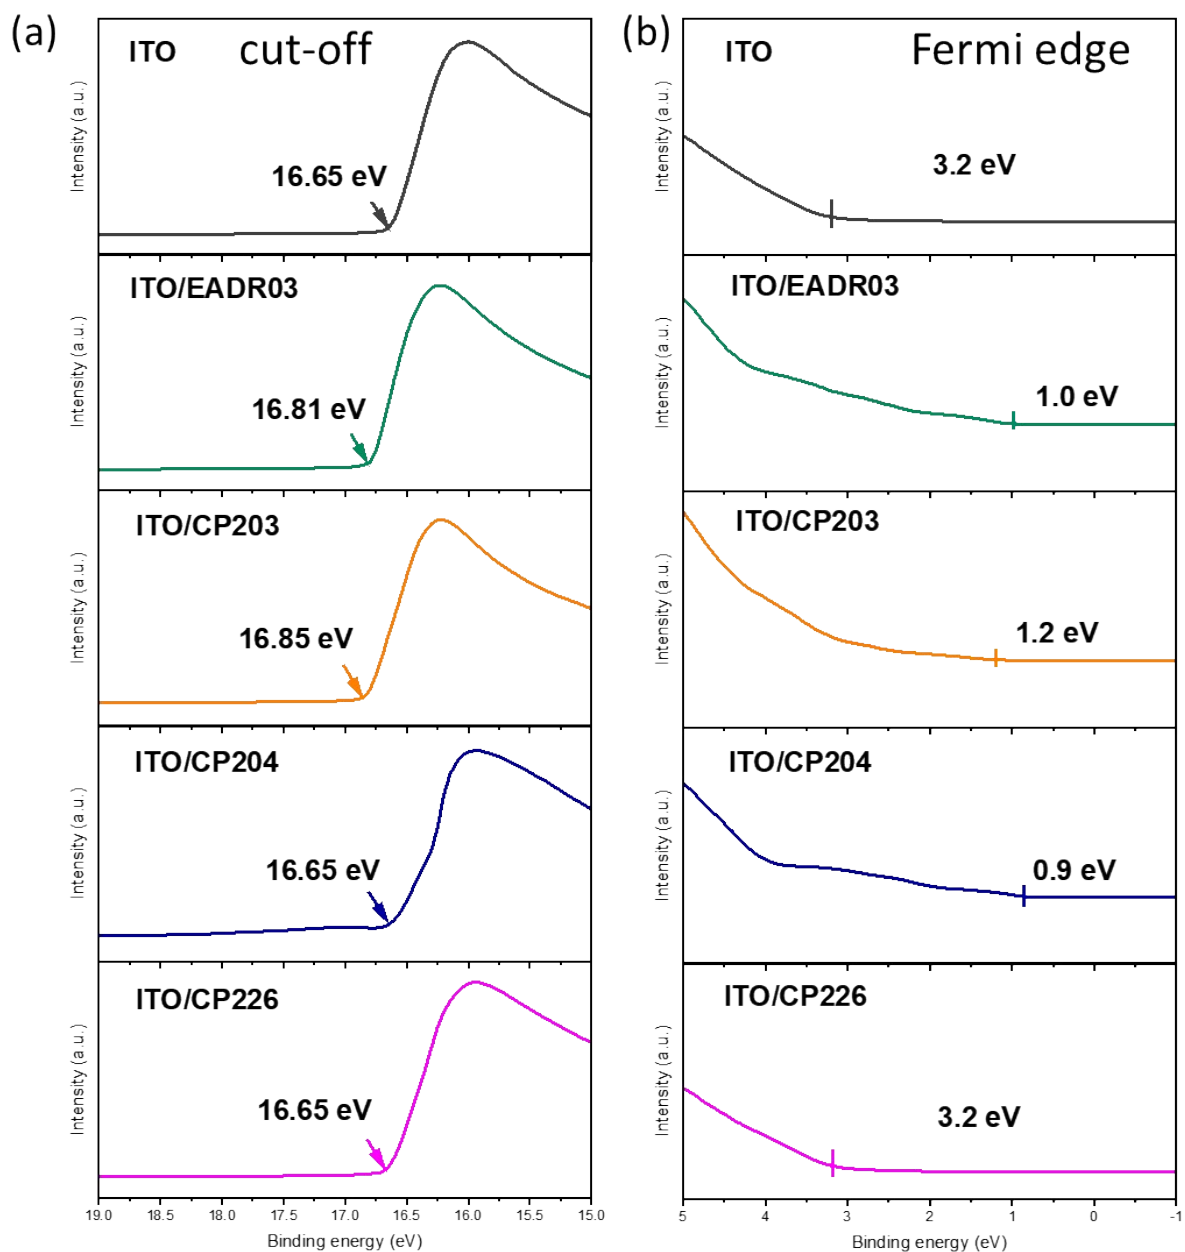 (a)
ITO cut-off
16.65 eV
Intensity (a.u.)
ITO/EADR03
16.81 eV
Intensity (a.u.)
ITO/CP203
16.85 eV
Intensity (a.u.)
ITO/CP204
16.65 eV
Intensity (a.u.)
ITO/CP226
16.65 eV
Intensity (a.u.)
19.0 18.5 18.0 17.5 17.0 16.5 16.0 15.5 15.0
Binding energy (eV)
(b)
ITO Fermi edge
3.2 eV
Intensity (a.u.)
ITO/EADR03
1.0 eV
Intensity (a.u.)
ITO/CP203
1.2 eV
Intensity (a.u.)
ITO/CP204
0.9 eV
Intensity (a.u.)
ITO/CP226
3.2 eV
Intensity (a.u.)
5 4 3 2 1 0 -1
Binding energy (eV)